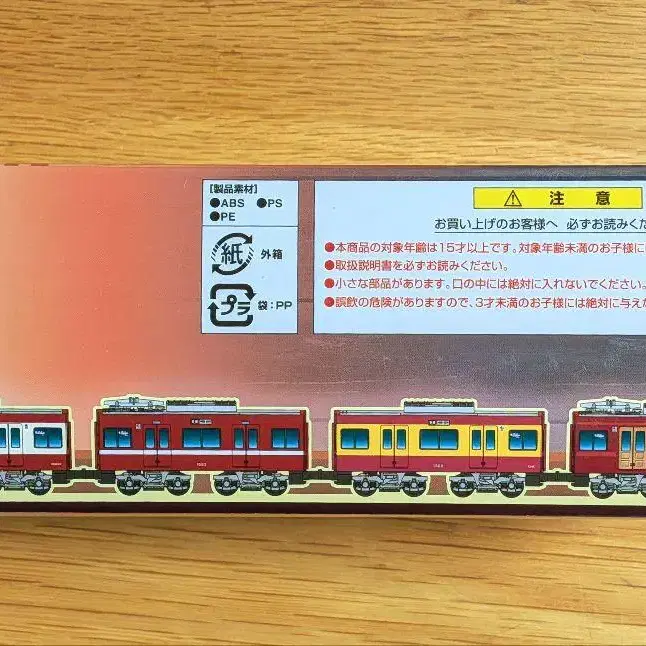 【製品素材】
●ABS ●PS
●PE
紙 外箱
プラ 袋：PP
⚠ 注意
お買い上げのお客様へ 必ずお読みくだ
●本商品の対象年齢は15才以上です。対象年齢未満のお子様には
●取扱説明書を必ずお読みください。
●小さな部品があります。口の中には絶対に入れないでください。
●誤飲の危険がありますので、3才未満のお子様には絶対に与えな